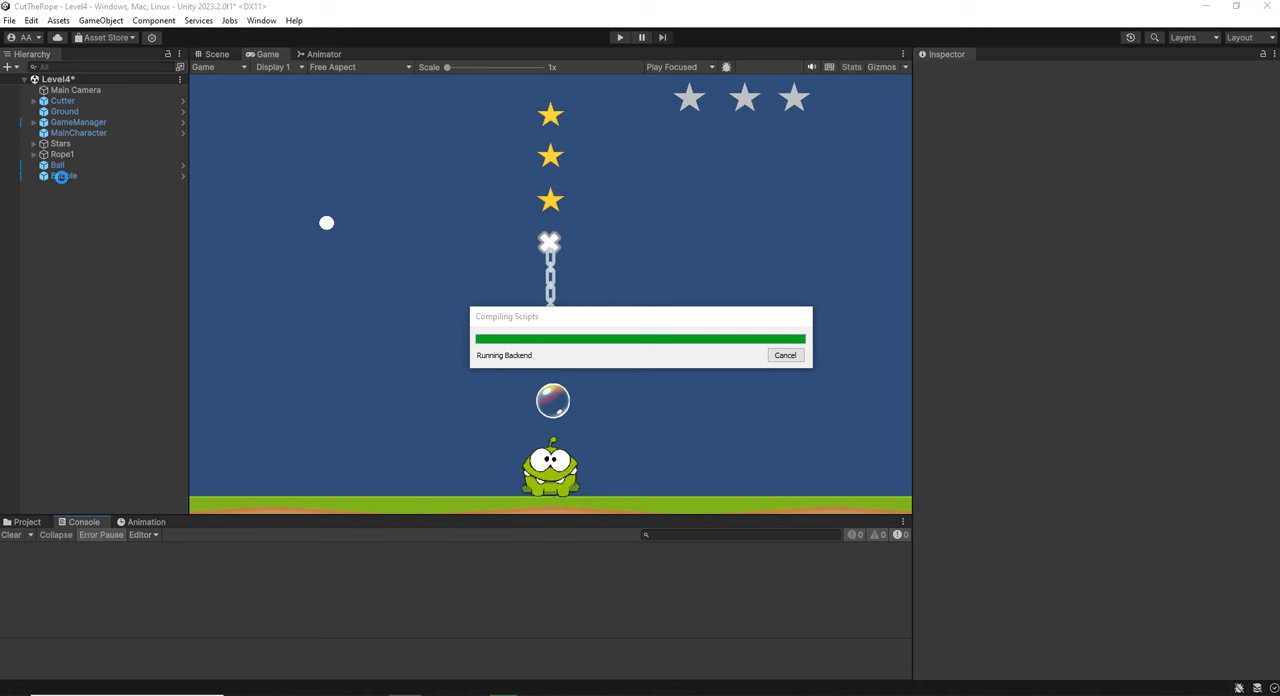 CutTheRope - Level4 - Windows, Mac, Linux - Unity 2023.2.0f1* <DX11>
File Edit Assets GameObject Component Services Jobs Window Help
AA Asset Store Layers Layout
Hierarchy Scene Game Animator Inspector
All Game Display 1 Free Aspect Scale 1x Play Focused Stats Gizmos
Level4*
Main Camera
Cutter
Ground
GameManager
MainCharacter
Stars
Rope1
Ball
Compiling Scripts
Running Backend Cancel
Project Console Animation
Clear Collapse Error Pause Editor 0 0 0